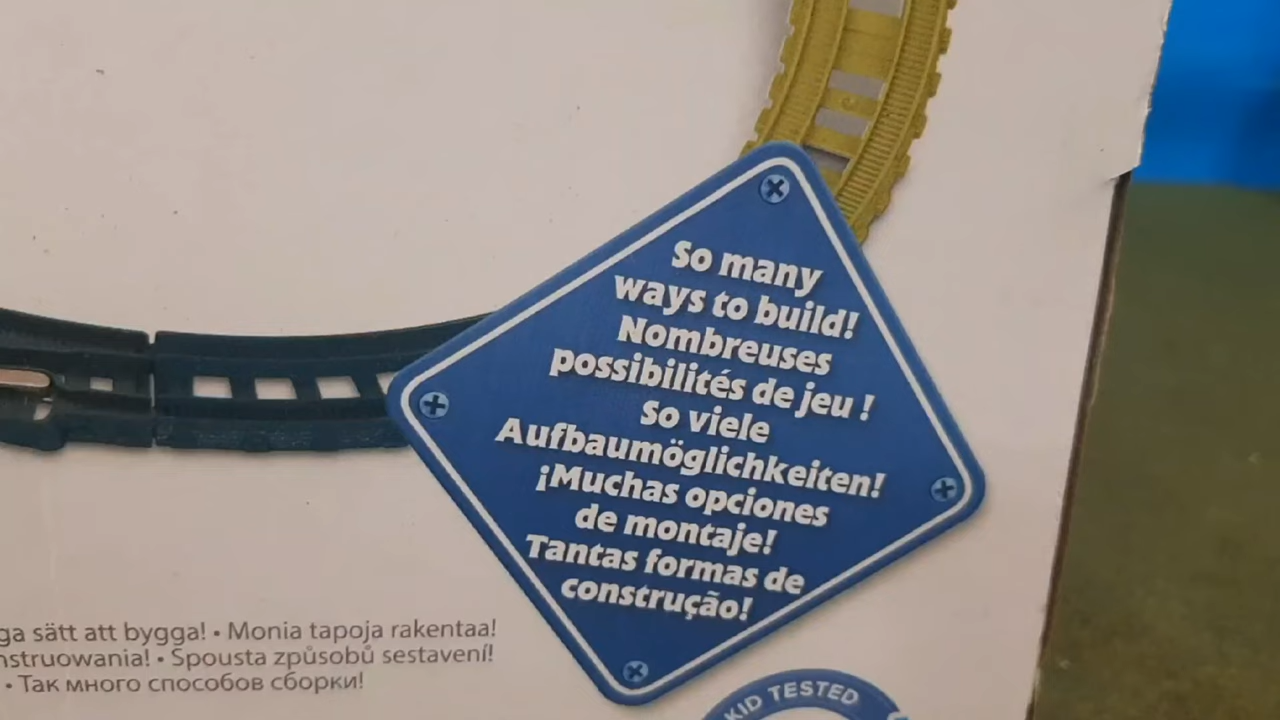 So many
ways to build!
Nombreuses
possibilités de jeu !
So viele
Aufbaumöglichkeiten!
¡Muchas opciones
de montaje!
Tantas formas de
construção!
sätt att bygga! • Monia tapoja rakentaa!
• Spousta způsobů sestavení!
• Так много способов сборки!
KID TESTED